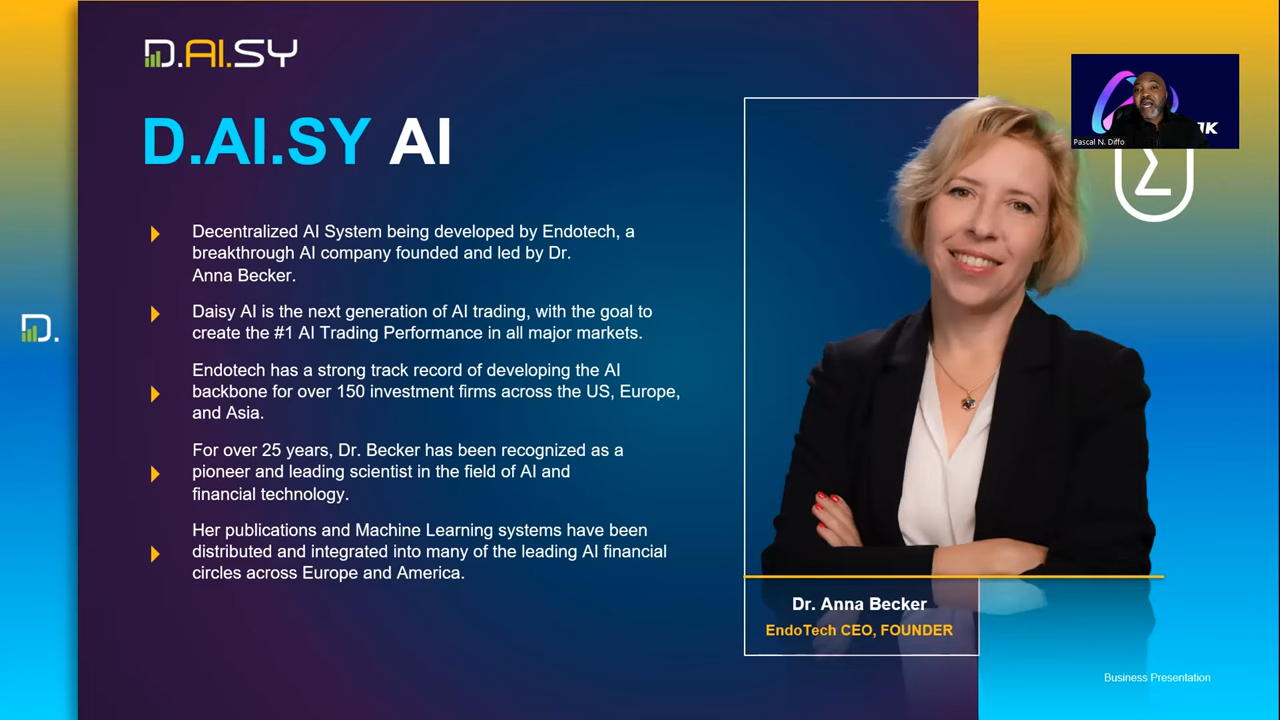 D.AI.SY
D.AI.SY AI
Decentralized AI System being developed by Endotech, a
breakthrough AI company founded and led by Dr.
Anna Becker.
Daisy AI is the next generation of AI trading, with the goal to
create the #1 AI Trading Performance in all major markets.
Endotech has a strong track record of developing the AI
backbone for over 150 investment firms across the US, Europe,
and Asia.
For over 25 years, Dr. Becker has been recognized as a
pioneer and leading scientist in the field of AI and
financial technology.
Her publications and Machine Learning systems have been
distributed and integrated into many of the leading AI financial
circles across Europe and America.
D.
Pascal N. Diffo
Dr. Anna Becker
EndoTech CEO, FOUNDER
Business Presentation